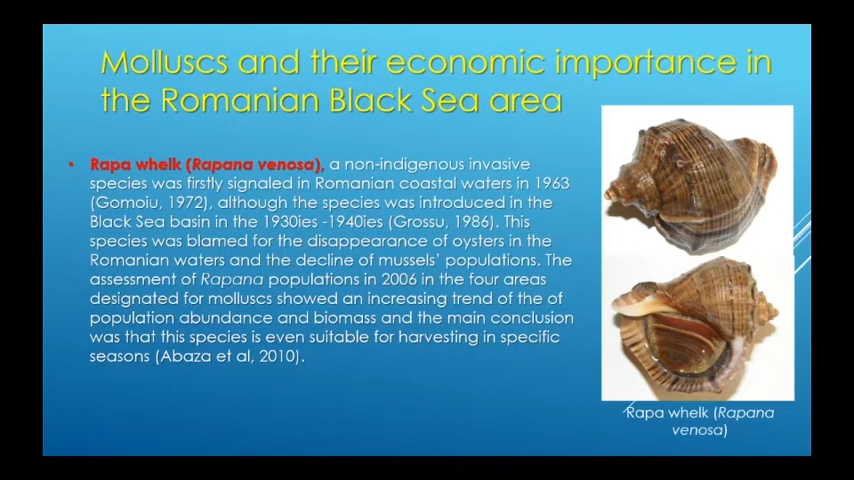 Molluscs and their economic importance in
the Romanian Black Sea area
• Rapa whelk (Rapana venosa), a non-indigenous invasive
species was firstly signaled in Romanian coastal waters in 1963
(Gomoiu, 1972), although the species was introduced in the
Black Sea basin in the 1930ies -1940ies (Grossu, 1986). This
species was blamed for the disappearance of oysters in the
Romanian waters and the decline of mussels' populations. The
assessment of Rapana populations in 2006 in the four areas
designated for molluscs showed an increasing trend of the of
population abundance and biomass and the main conclusion
was that this species is even suitable for harvesting in specific
seasons (Abaza et al, 2010).
Rapa whelk (Rapana
venosa)